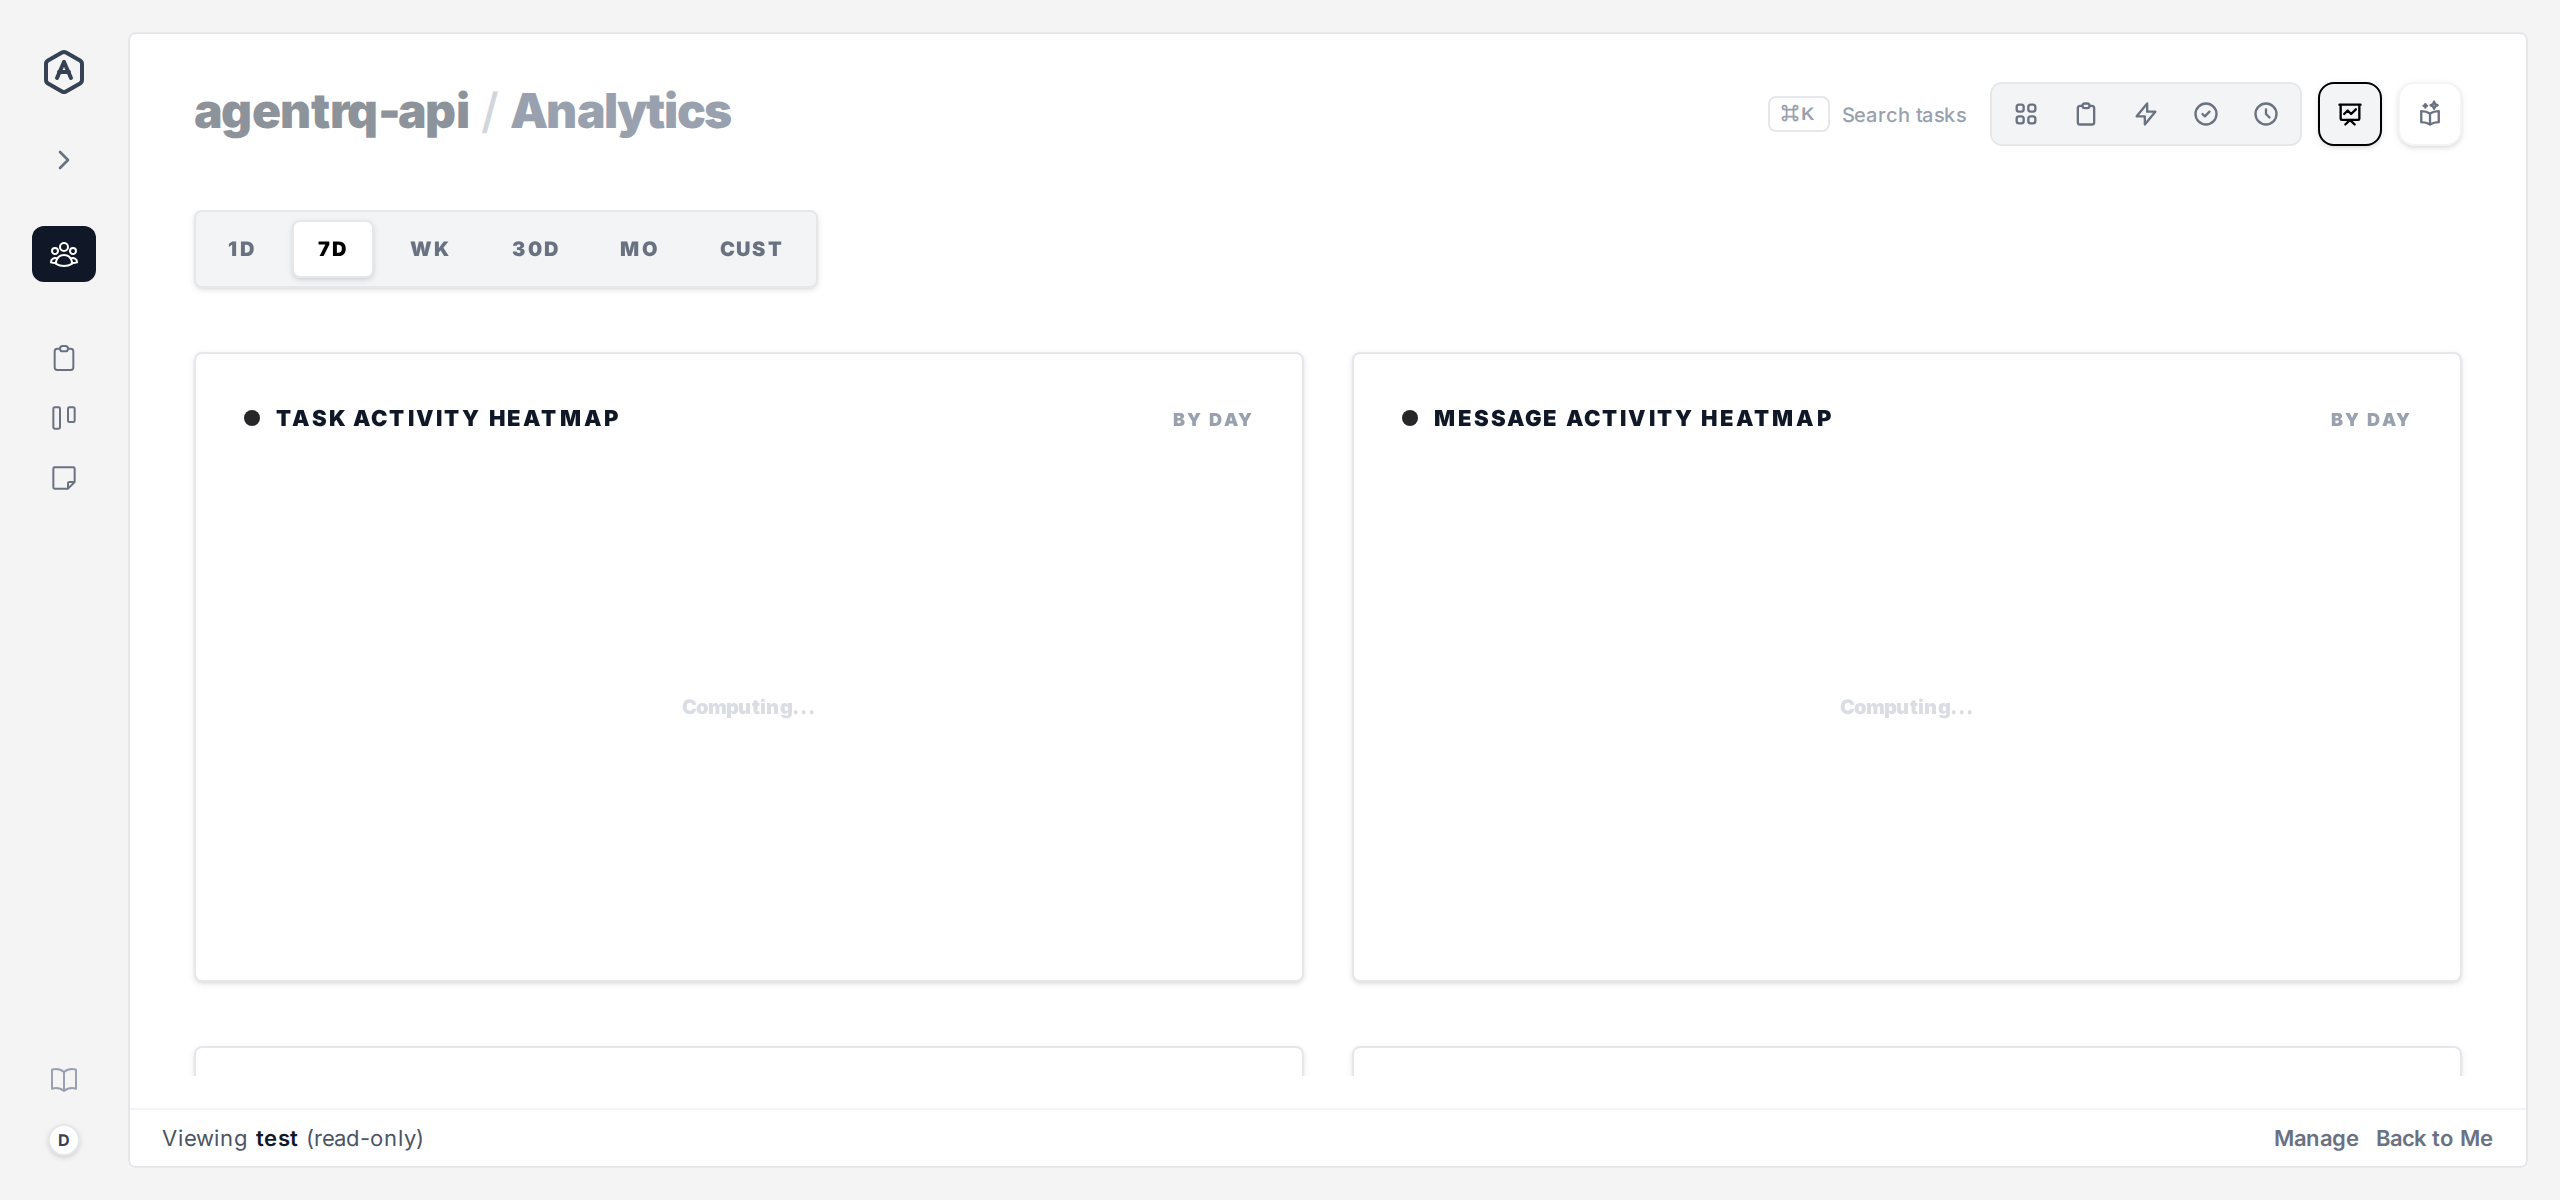 agentrq-api / Analytics
⌘K Search tasks
1D 7D WK 30D MO CUST
TASK ACTIVITY HEATMAP BY DAY
Computing...
MESSAGE ACTIVITY HEATMAP BY DAY
Computing...
D
Viewing test (read-only)
Manage Back to Me